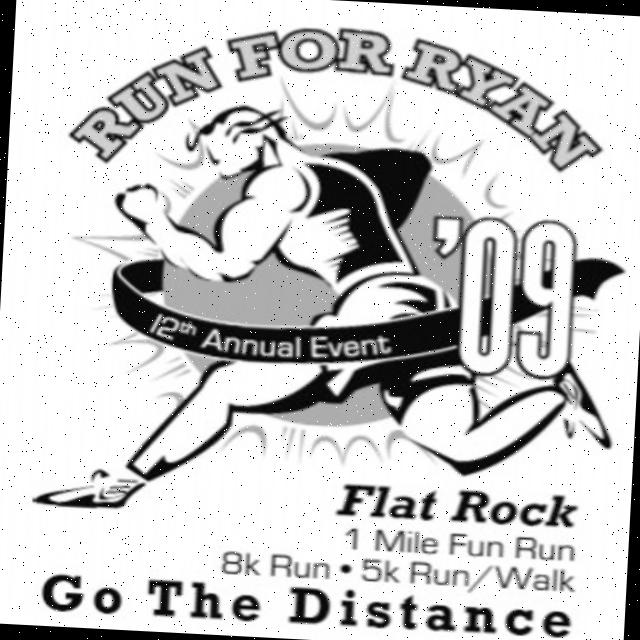 RUN FOR RYAN
'09
12th Annual Event
Flat Rock
1 Mile Fun Run
8k Run • 5k Run/Walk
Go The Distance